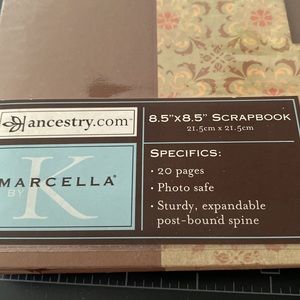 ancestry.com™
8.5"x8.5" SCRAPBOOK
21.5cm x 21.5cm
MARCELLA®
BY
K
SPECIFICS:
• 20 pages
• Photo safe
• Sturdy, expandable
post-bound spine